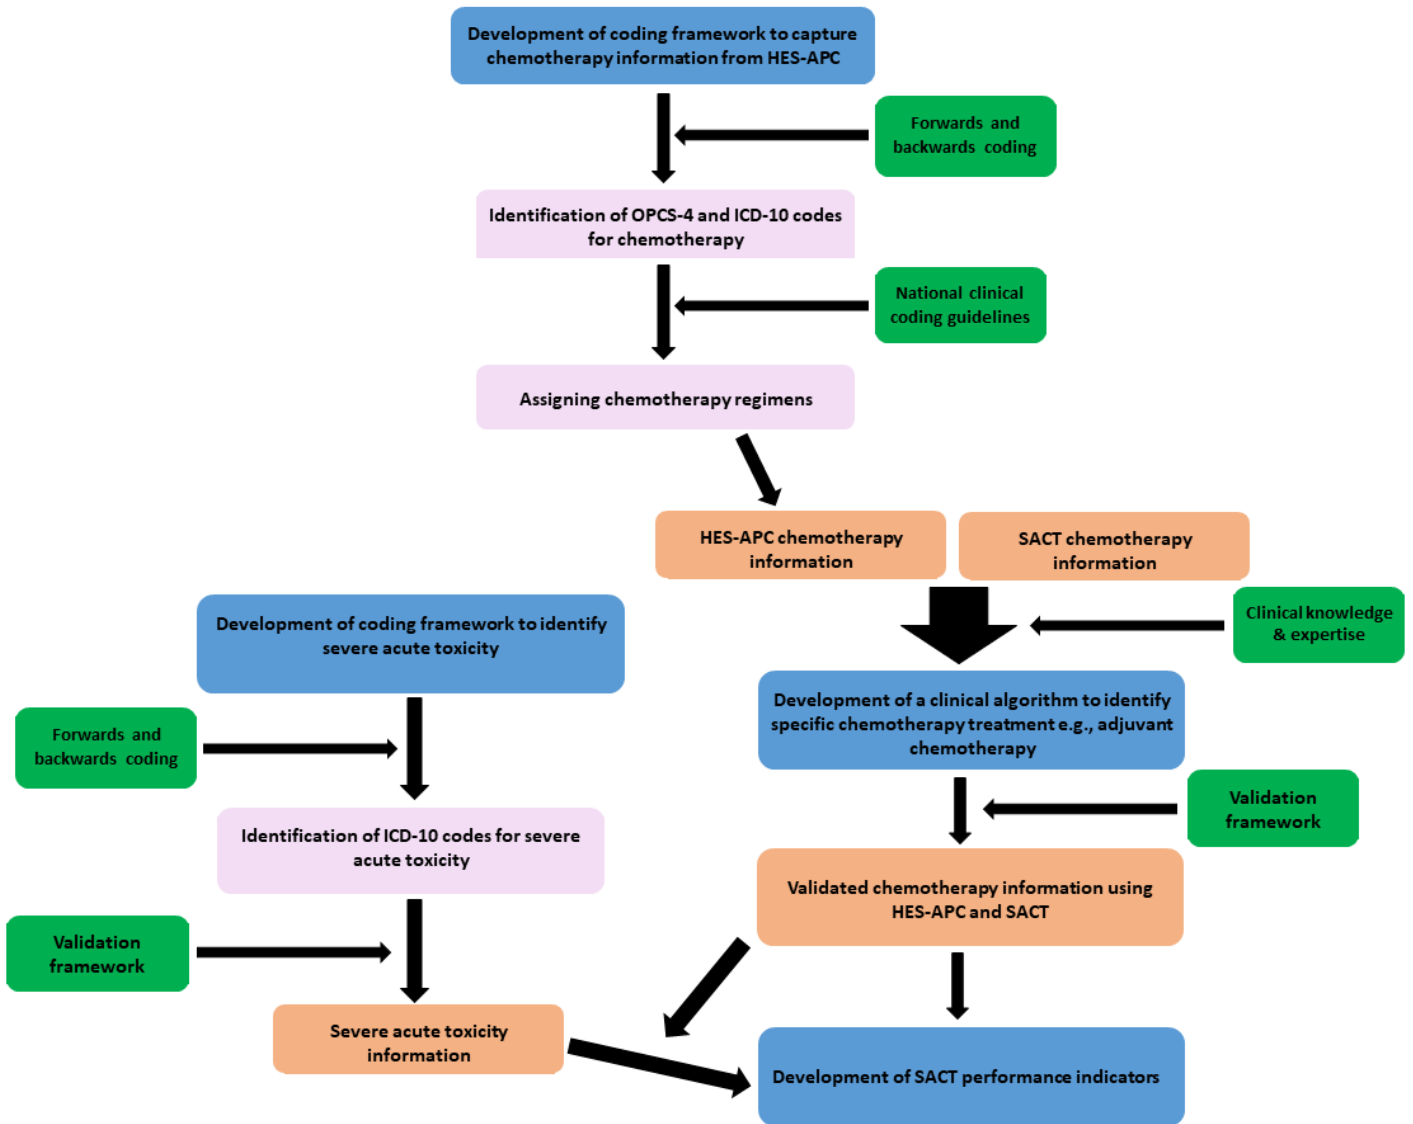 Development of coding framework to capture
chemotherapy information from HES-APC
Forwards and
backwards coding
Identification of OPCS-4 and ICD-10 codes
for chemotherapy
National clinical
coding guidelines
Assigning chemotherapy regimens
HES-APC chemotherapy
information
SACT chemotherapy
information
Clinical knowledge
& expertise
Development of coding framework to identify
severe acute toxicity
Development of a clinical algorithm to identify
specific chemotherapy treatment e.g., adjuvant
chemotherapy
Forwards and
backwards coding
Validation
framework
Identification of ICD-10 codes for severe
acute toxicity
Validated chemotherapy information using
HES-APC and SACT
Validation
framework
Severe acute toxicity
information
Development of SACT performance indicators